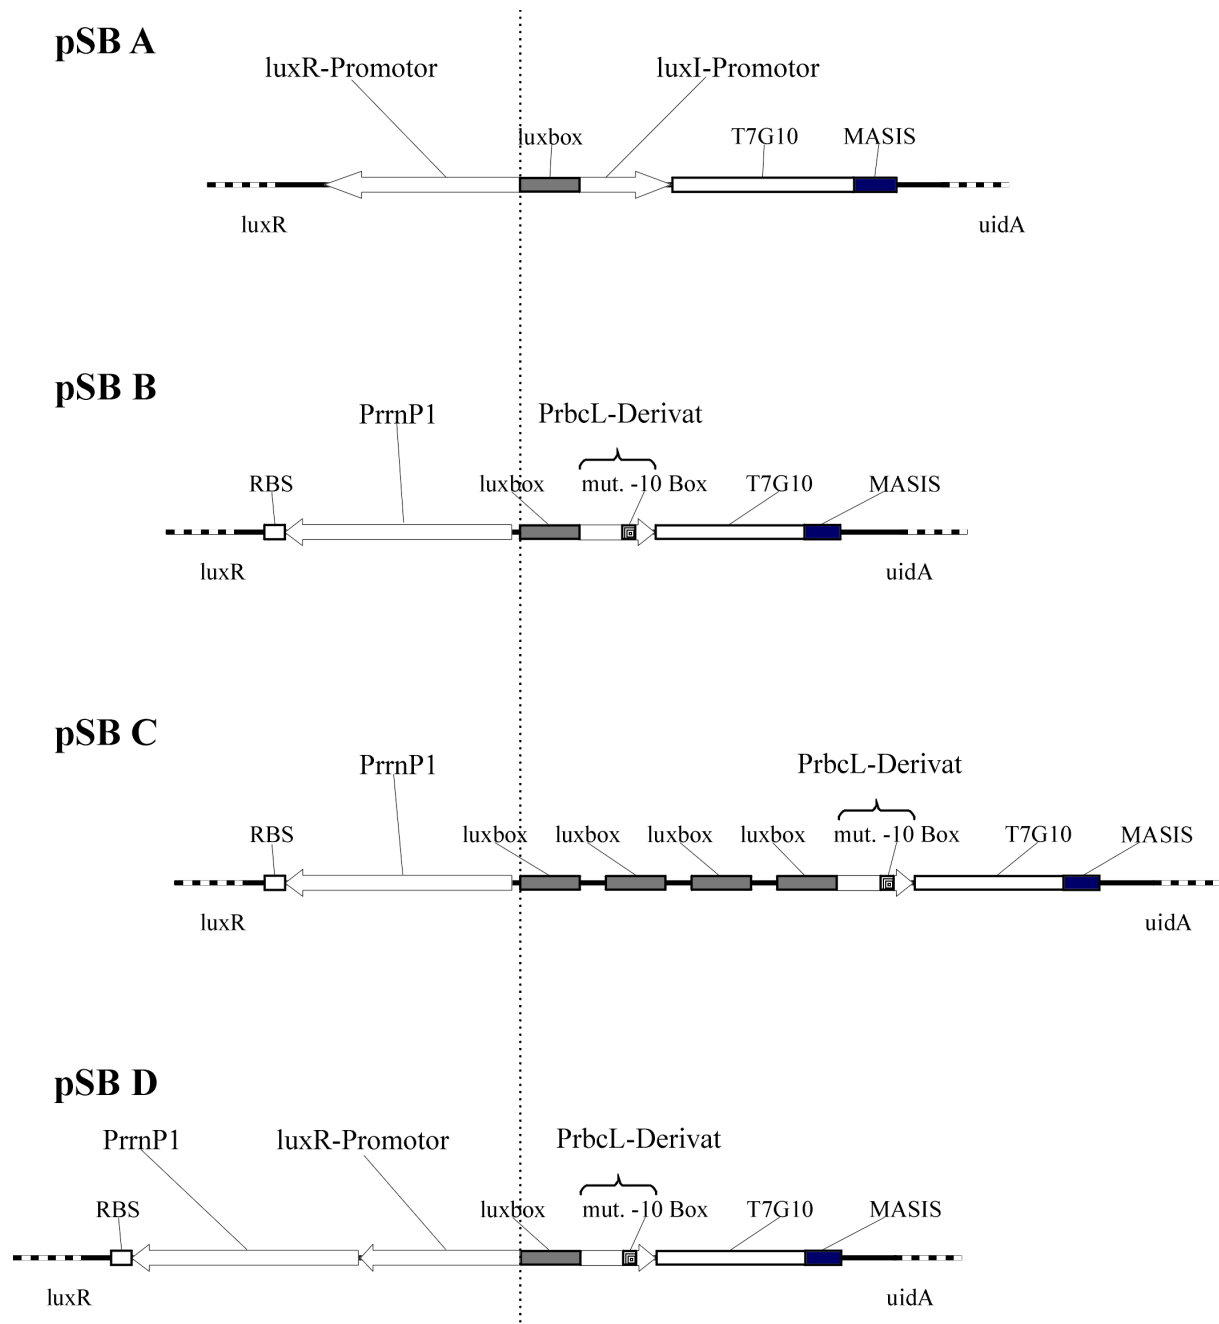 pSB A
luxR-Promotor luxI-Promotor
luxbox T7G10 MASIS
luxR uidA
pSB B
PrrnP1 PrbcL-Derivat
RBS luxbox mut. -10 Box T7G10 MASIS
luxR uidA
pSB C
PrrnP1 PrbcL-Derivat
RBS luxbox luxbox luxbox luxbox mut. -10 Box T7G10 MASIS
luxR uidA
pSB D
PrrnP1 luxR-Promotor PrbcL-Derivat
RBS luxbox mut. -10 Box T7G10 MASIS
luxR uidA